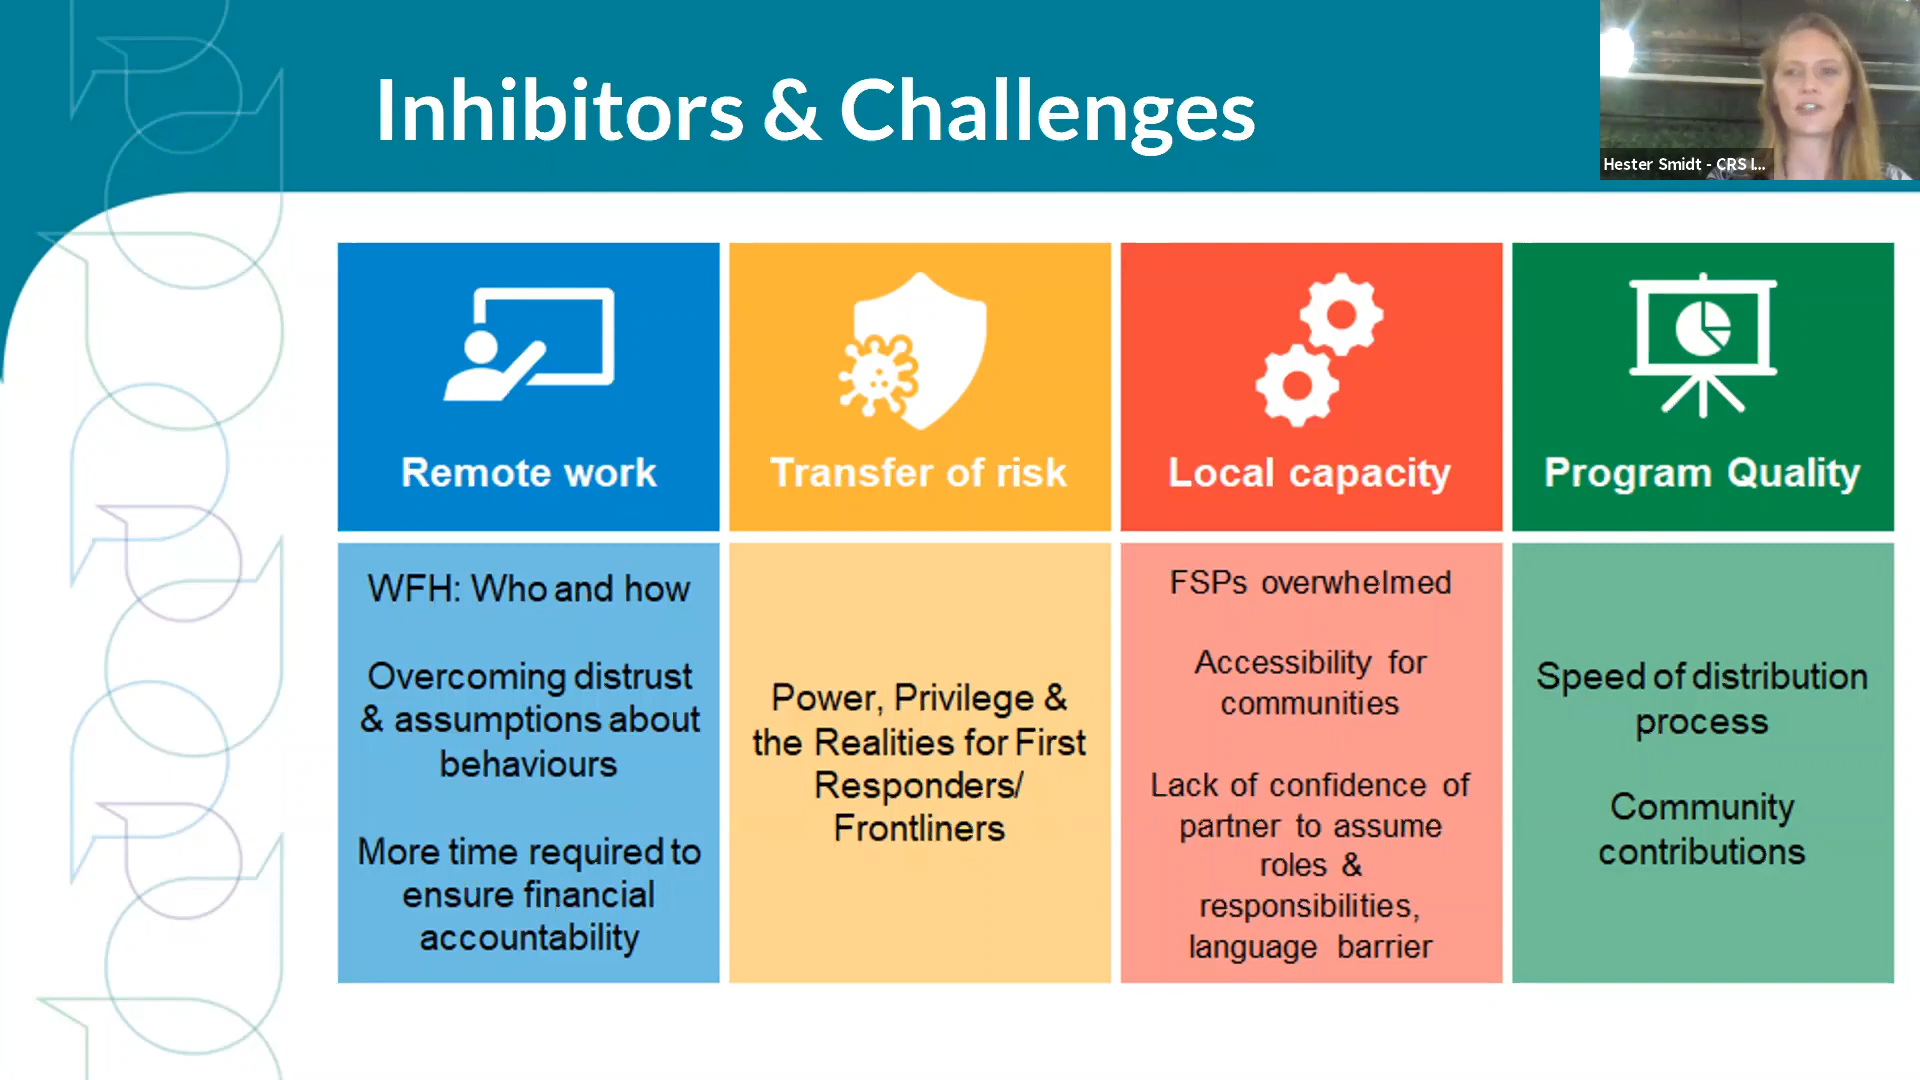 Inhibitors & Challenges
Hester Smidt - CRS I...
Remote work
Transfer of risk
Local capacity
Program Quality
WFH: Who and how
Overcoming distrust
& assumptions about
behaviours
More time required to
ensure financial
accountability
Power, Privilege &
the Realities for First
Responders/
Frontliners
FSPs overwhelmed
Accessibility for
communities
Lack of confidence of
partner to assume
roles &
responsibilities,
language barrier
Speed of distribution
process
Community
contributions